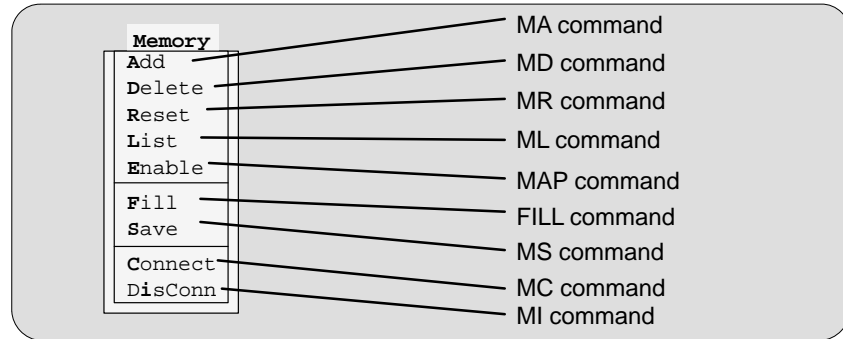 Memory
Add
Delete
Reset
List
Enable
Fill
Save
Connect
DisConn
MA command
MD command
MR command
ML command
MAP command
FILL command
MS command
MC command
MI command